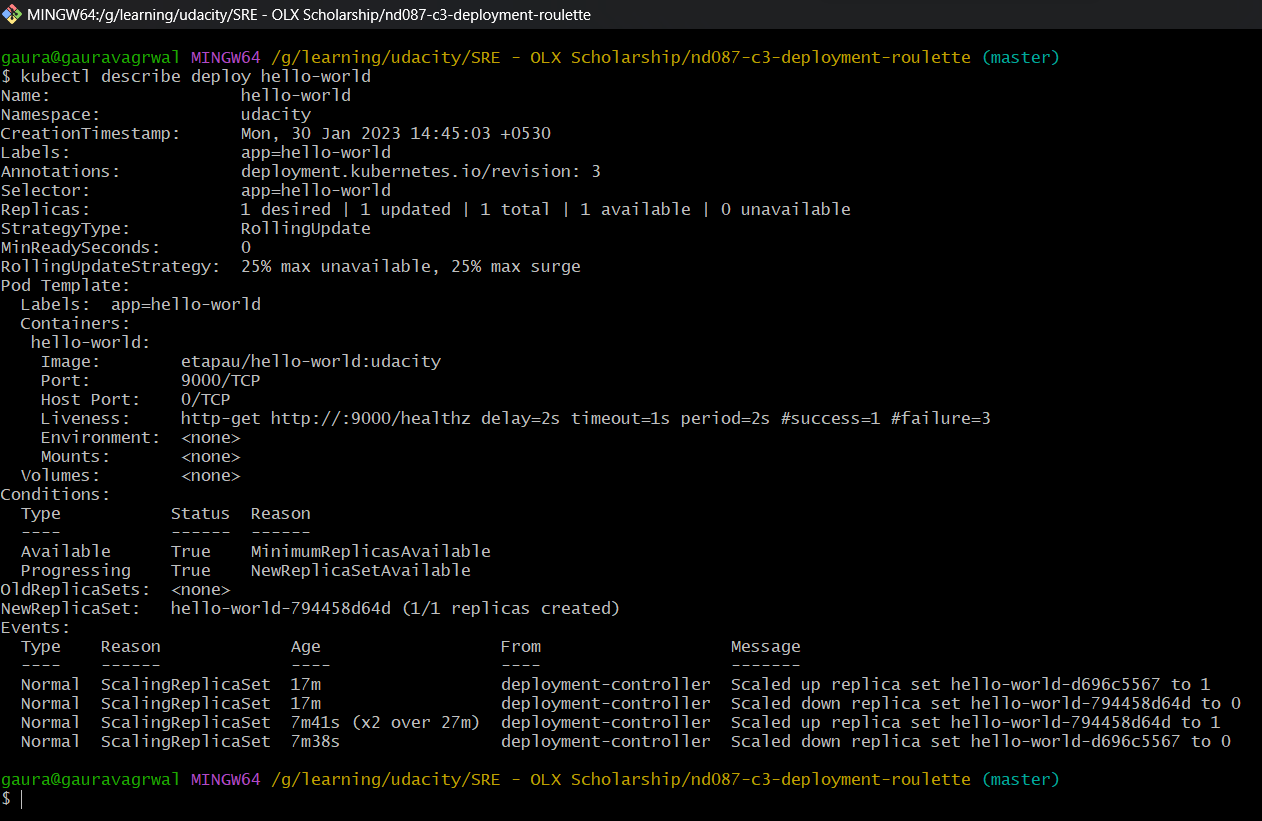 MINGW64:/g/learning/udacity/SRE - OLX Scholarship/nd087-c3-deployment-roulette
gaura@gauravagrwal MINGW64 /g/learning/udacity/SRE - OLX Scholarship/nd087-c3-deployment-roulette (master)
$ kubectl describe deploy hello-world
Name:                   hello-world
Namespace:              udacity
CreationTimestamp:      Mon, 30 Jan 2023 14:45:03 +0530
Labels:                 app=hello-world
Annotations:            deployment.kubernetes.io/revision: 3
Selector:               app=hello-world
Replicas:               1 desired | 1 updated | 1 total | 1 available | 0 unavailable
StrategyType:           RollingUpdate
MinReadySeconds:        0
RollingUpdateStrategy:  25% max unavailable, 25% max surge
Pod Template:
  Labels:  app=hello-world
  Containers:
   hello-world:
    Image:        etapau/hello-world:udacity
    Port:         9000/TCP
    Host Port:    0/TCP
    Liveness:     http-get http://:9000/healthz delay=2s timeout=1s period=2s #success=1 #failure=3
    Environment:  <none>
    Mounts:       <none>
  Volumes:        <none>
Conditions:
  Type           Status  Reason
  ----           ------  ------
  Available      True    MinimumReplicasAvailable
  Progressing    True    NewReplicaSetAvailable
OldReplicaSets:  <none>
NewReplicaSet:   hello-world-794458d64d (1/1 replicas created)
Events:
  Type    Reason             Age                  From                   Message
  ----    ------             ----                 ----                   -------
  Normal  ScalingReplicaSet  17m                  deployment-controller  Scaled up replica set hello-world-d696c5567 to 1
  Normal  ScalingReplicaSet  17m                  deployment-controller  Scaled down replica set hello-world-794458d64d to 0
  Normal  ScalingReplicaSet  7m41s (x2 over 27m)  deployment-controller  Scaled up replica set hello-world-794458d64d to 1
  Normal  ScalingReplicaSet  7m38s                deployment-controller  Scaled down replica set hello-world-d696c5567 to 0
gaura@gauravagrwal MINGW64 /g/learning/udacity/SRE - OLX Scholarship/nd087-c3-deployment-roulette (master)
$